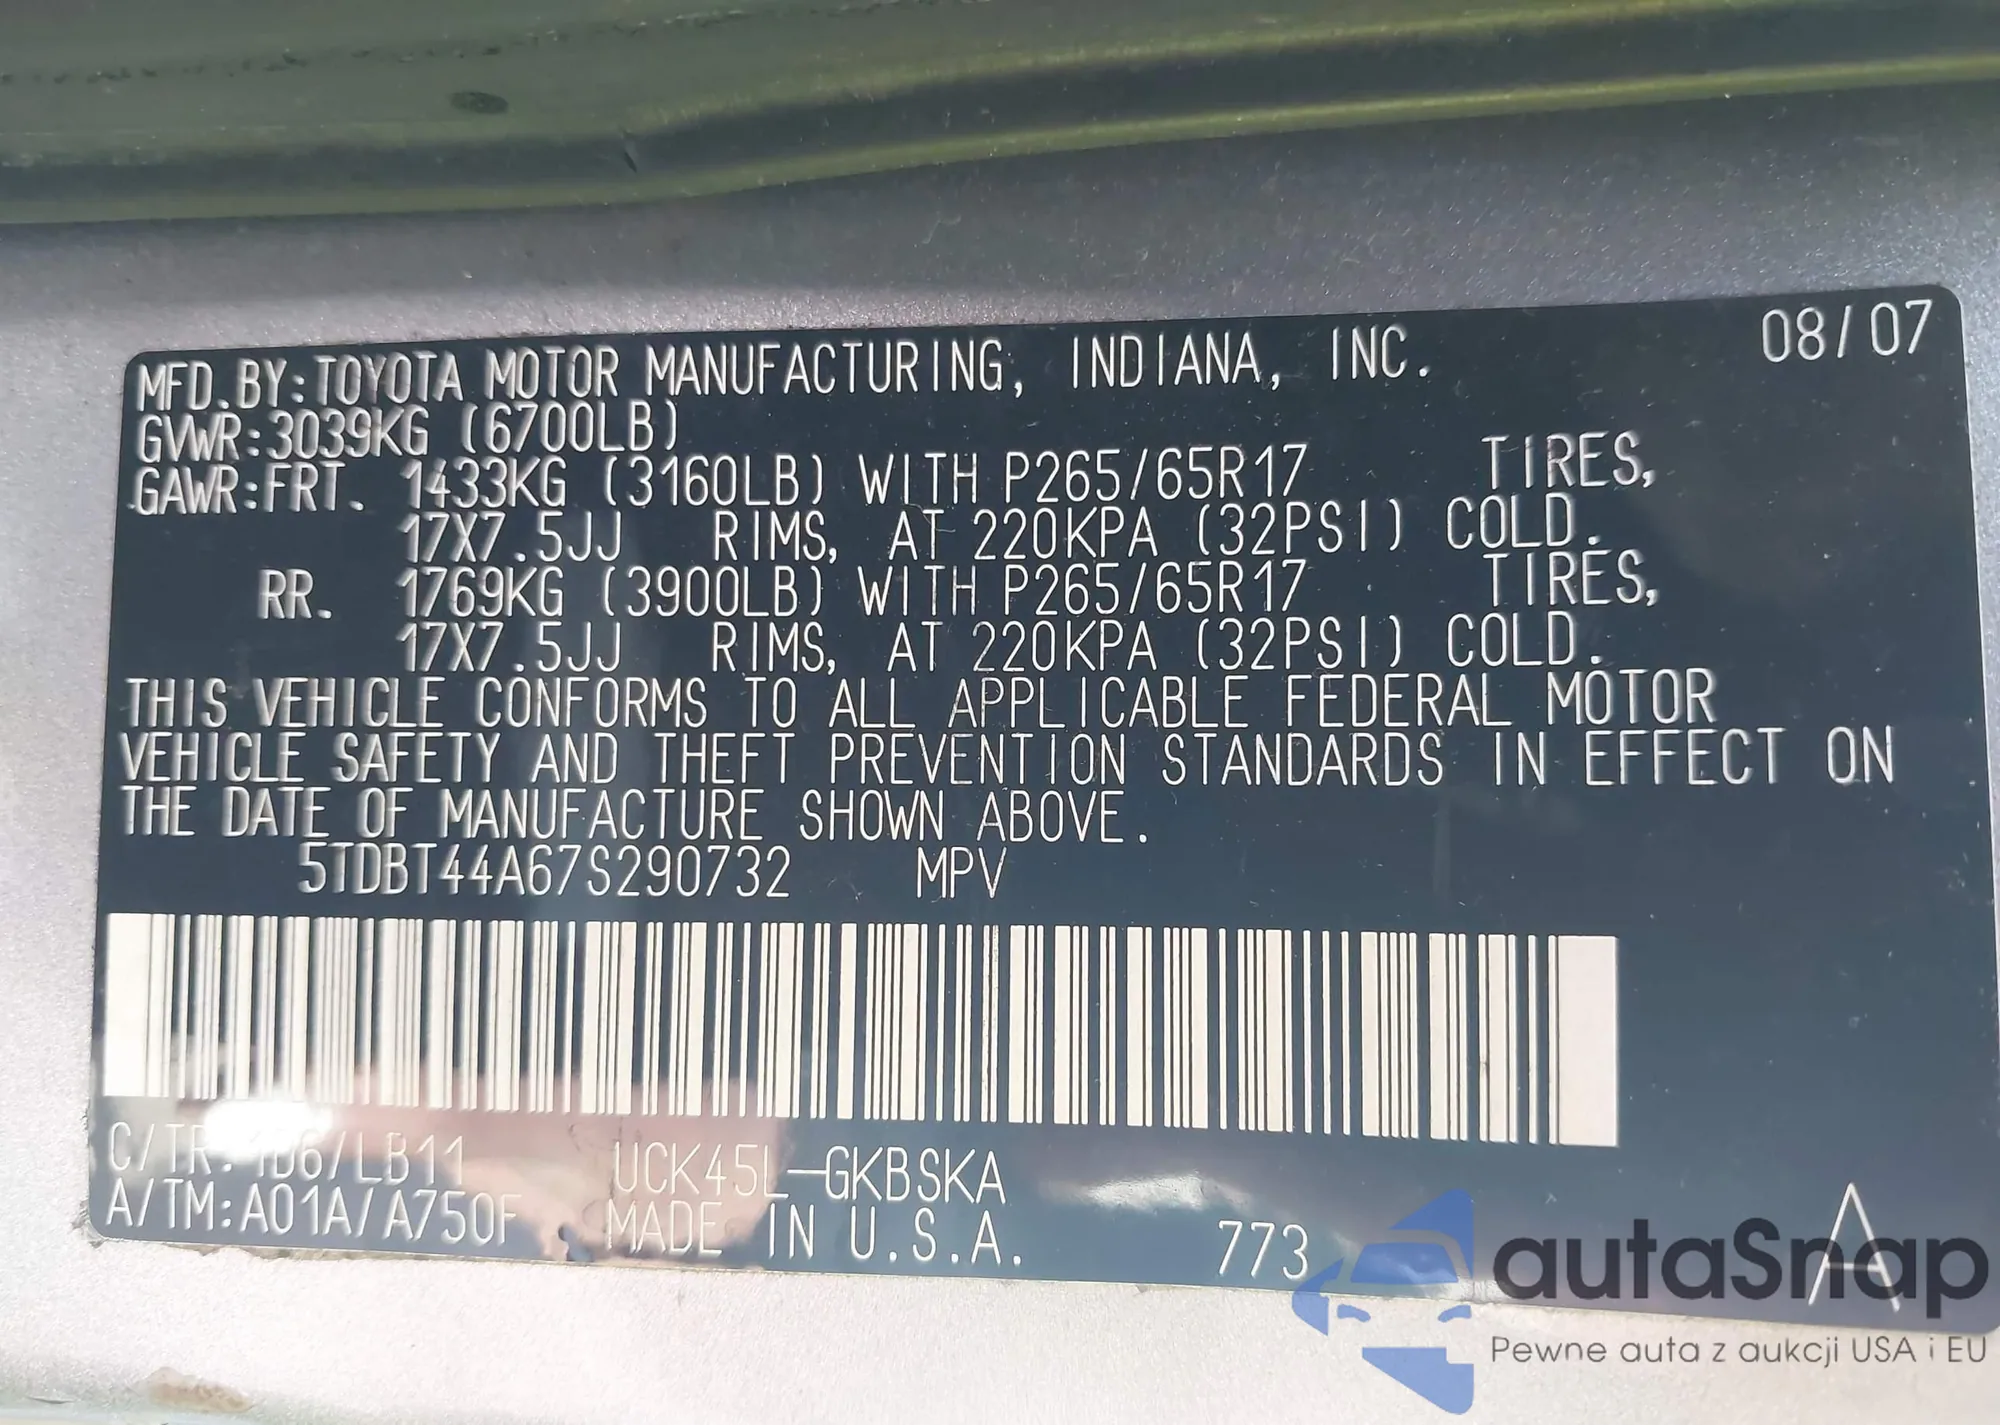 08/07
MFD.BY:TOYOTA MOTOR MANUFACTURING, INDIANA, INC.
GVWR:3039KG (6700LB)
GAWR:FRT. 1433KG (3160LB) WITH P265/65R17 TIRES,
17X7.5JJ RIMS, AT 220KPA (32PSI) COLD.
RR. 1769KG (3900LB) WITH P265/65R17 TIRES,
17X7.5JJ RIMS, AT 220KPA (32PSI) COLD.
THIS VEHICLE CONFORMS TO ALL APPLICABLE FEDERAL MOTOR
VEHICLE SAFETY AND THEFT PREVENTION STANDARDS IN EFFECT ON
THE DATE OF MANUFACTURE SHOWN ABOVE.
5TDBT44A67S290732 MPV
C/TR:1D6/LB11 UCK45L-GKBSKA
A/TM:A01A/A750F MADE IN U.S.A. 773 A
autaSnap
Pewne auta z aukcji USA i EU